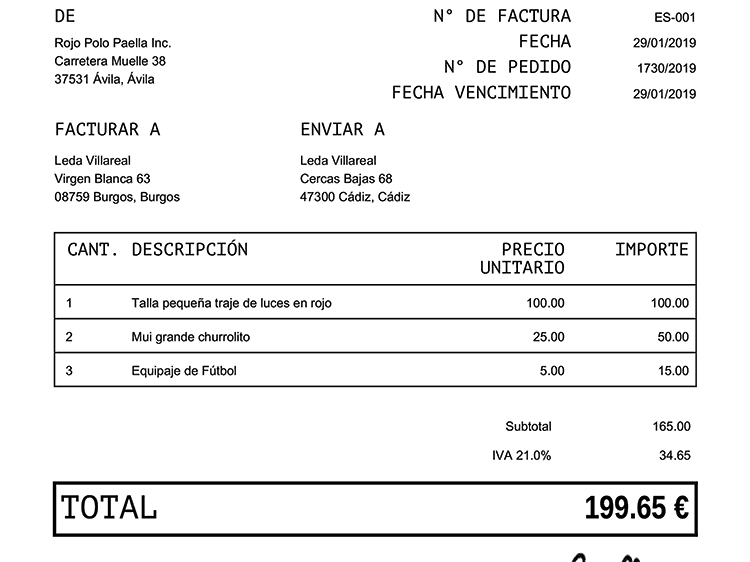 DE
Rojo Polo Paella Inc.
Carretera Muelle 38
37531 Ávila, Ávila
N° DE FACTURA ES-001
FECHA 29/01/2019
N° DE PEDIDO 1730/2019
FECHA VENCIMIENTO 29/01/2019
FACTURAR A
Leda Villareal
Virgen Blanca 63
08759 Burgos, Burgos
ENVIAR A
Leda Villareal
Cercas Bajas 68
47300 Cádiz, Cádiz
CANT. DESCRIPCIÓN PRECIO UNITARIO IMPORTE
1 Talla pequeña traje de luces en rojo 100.00 100.00
2 Mui grande churrolito 25.00 50.00
3 Equipaje de Fútbol 5.00 15.00
Subtotal 165.00
IVA 21.0% 34.65
TOTAL 199.65 €